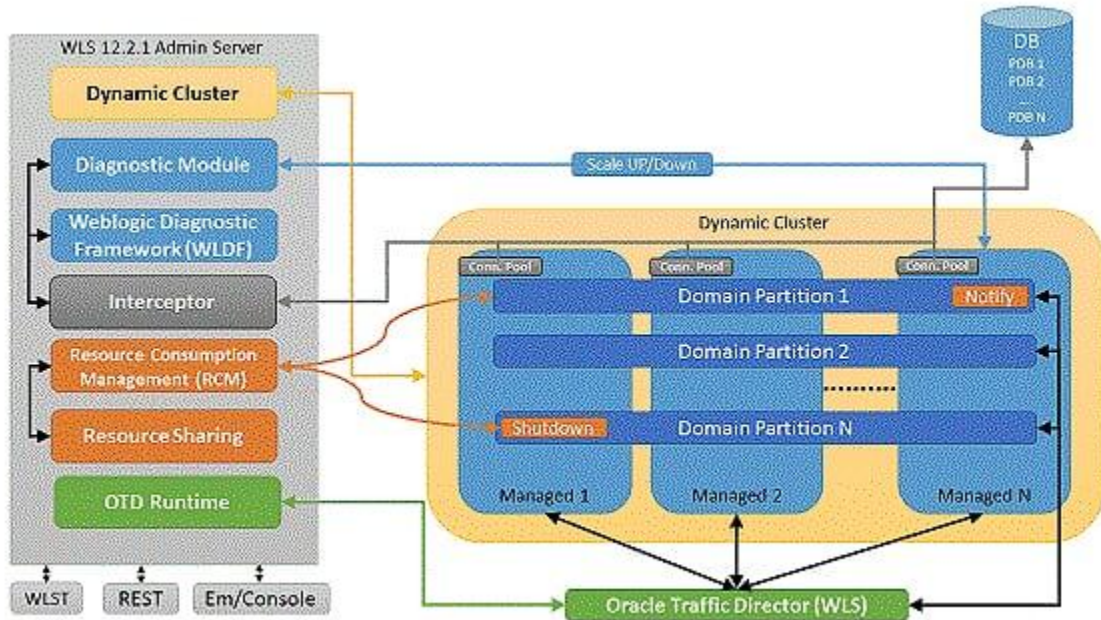 WLS 12.2.1 Admin Server
Dynamic Cluster
Diagnostic Module
Weblogic Diagnostic
Framework (WLDF)
Interceptor
Resource Consumption
Management (RCM)
Resource Sharing
OTD Runtime
WLST
REST
Em/Console
Scale UP/Down
DB
PDB 1
PDB 2
...
PDB N
Dynamic Cluster
Conn. Pool
Conn. Pool
Conn. Pool
Domain Partition 1
Notify
Domain Partition 2
Shutdown
Domain Partition N
Managed 1
Managed 2
Managed N
Oracle Traffic Director (WLS)